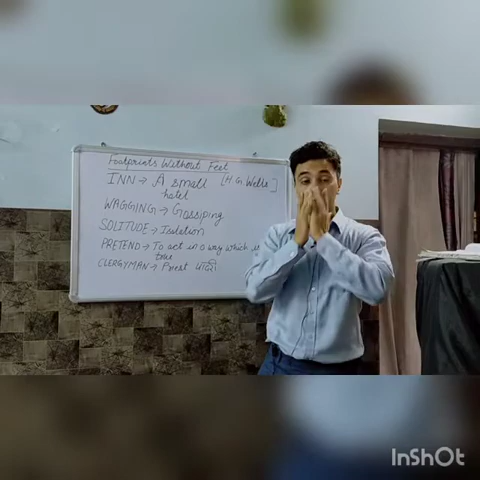 Footprints Without Feet
INN → A small [H.G. Wells]
hotel
WAGGING → Gossiping
SOLITUDE → Isolation
PRETEND → To act in a way which is
true
CLERGYMAN → Priest पादरी
InShOt